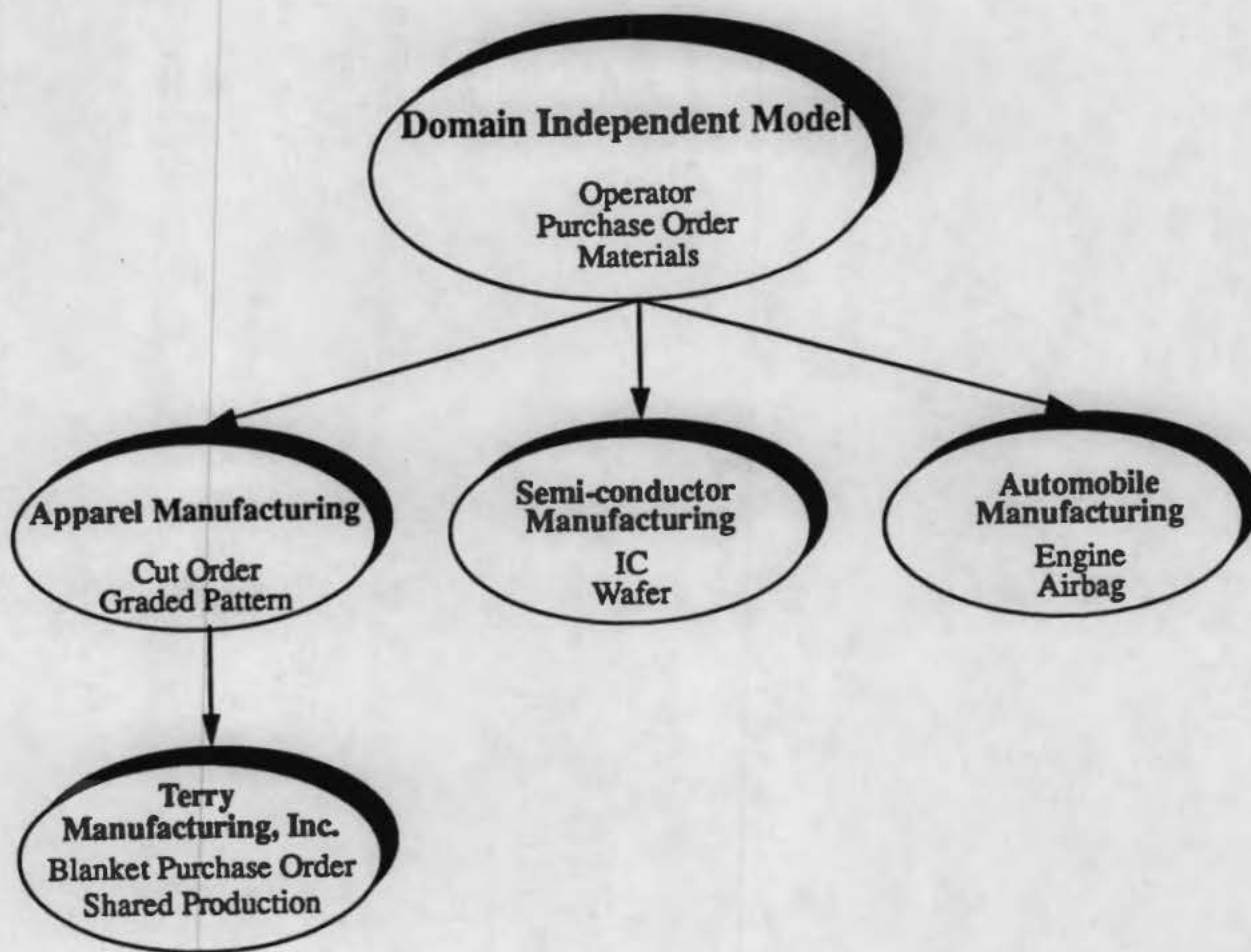 Domain Independent Model
Operator
Purchase Order
Materials
Apparel Manufacturing
Cut Order
Graded Pattern
Semi-conductor
Manufacturing
IC
Wafer
Automobile
Manufacturing
Engine
Airbag
Terry
Manufacturing, Inc.
Blanket Purchase Order
Shared Production